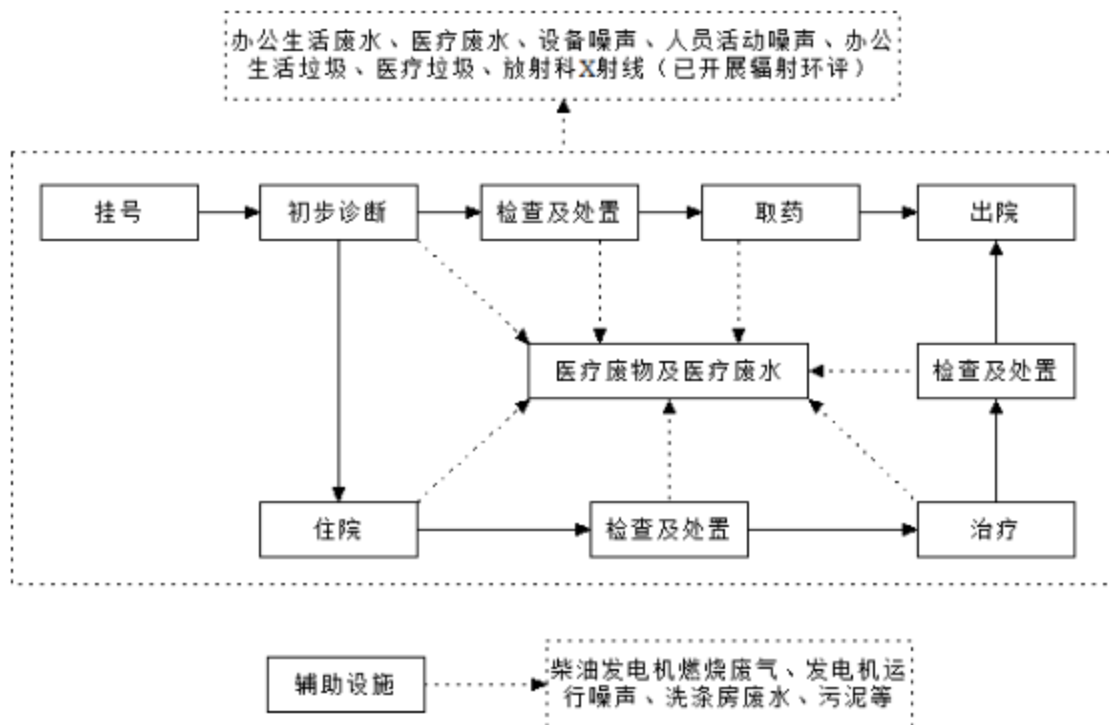 办公生活废水、医疗废水、设备噪声、人员活动噪声、办公
生活垃圾、医疗垃圾、放射科X射线（已开展辐射环评）
挂号
初步诊断
检查及处置
取药
出院
医疗废物及医疗废水
检查及处置
住院
检查及处置
治疗
辅助设施
柴油发电机燃烧废气、发电机运
行噪声、洗涤房废水、污泥等